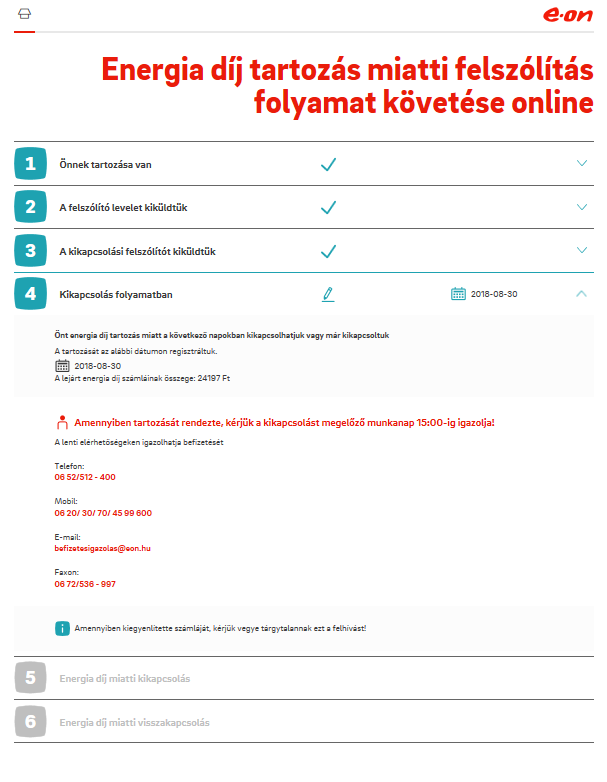 e·on
Energia díj tartozás miatti felszólítás
folyamat követése online
1 Önnek tartozása van
2 A felszólító levelet kiküldtük
3 A kikapcsolási felszólítót kiküldtük
4 Kikapcsolás folyamatban 2018-08-30
Önt energia díj tartozás miatt a következő napokban kikapcsolhatjuk vagy már kikapcsoltuk
A tartozását az alábbi dátumon regisztráltuk.
2018-08-30
A lejárt energia díj számláinak összege: 24197 Ft
Amennyiben tartozását rendezte, kérjük a kikapcsolást megelőző munkanap 15:00-ig igazolja!
A lenti elérhetőségeken igazolhatja befizetését
Telefon:
06 52/512 - 400
Mobil:
06 20/ 30/ 70/ 45 99 600
E-mail:
befizetesigazolas@eon.hu
Faxon:
06 72/536 - 997
i Amennyiben kiegyenlítette számláját, kérjük vegye tárgytalannak ezt a felhívást!
5 Energia díj miatti kikapcsolás
6 Energia díj miatti visszakapcsolás